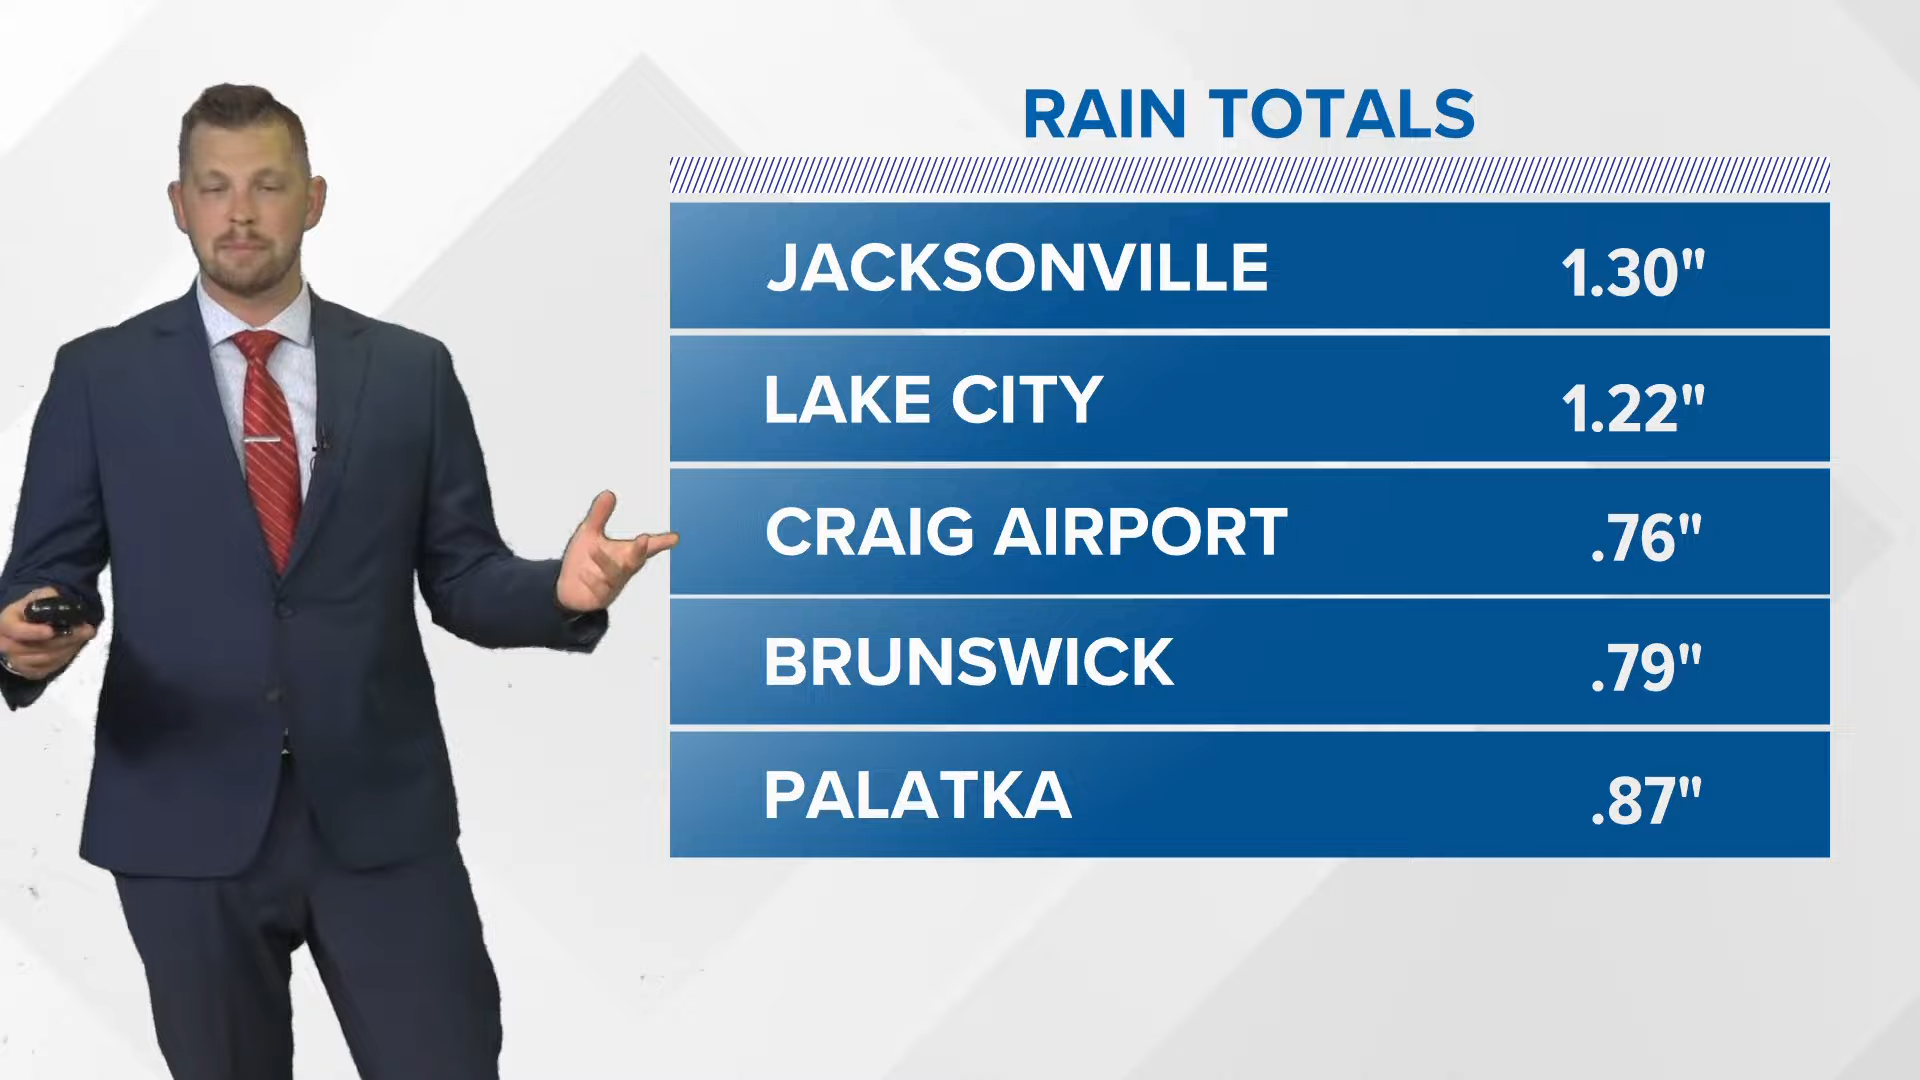 RAIN TOTALS
JACKSONVILLE 1.30"
LAKE CITY 1.22"
CRAIG AIRPORT .76"
BRUNSWICK .79"
PALATKA .87"